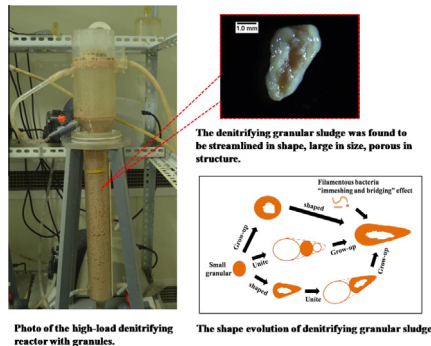 1.0 mm
The denitrifying granular sludge was found to
be streamlined in shape, large in size, porous in
structure.
Filamentous bacteria
"inmeshing and bridging" effect
shaped
Grow-up
Small
granular
Unite
Grow-up
Grow-up
shaped
Unite
Photo of the high-load denitrifying
reactor with granules.
The shape evolution of denitrifying granular sludge